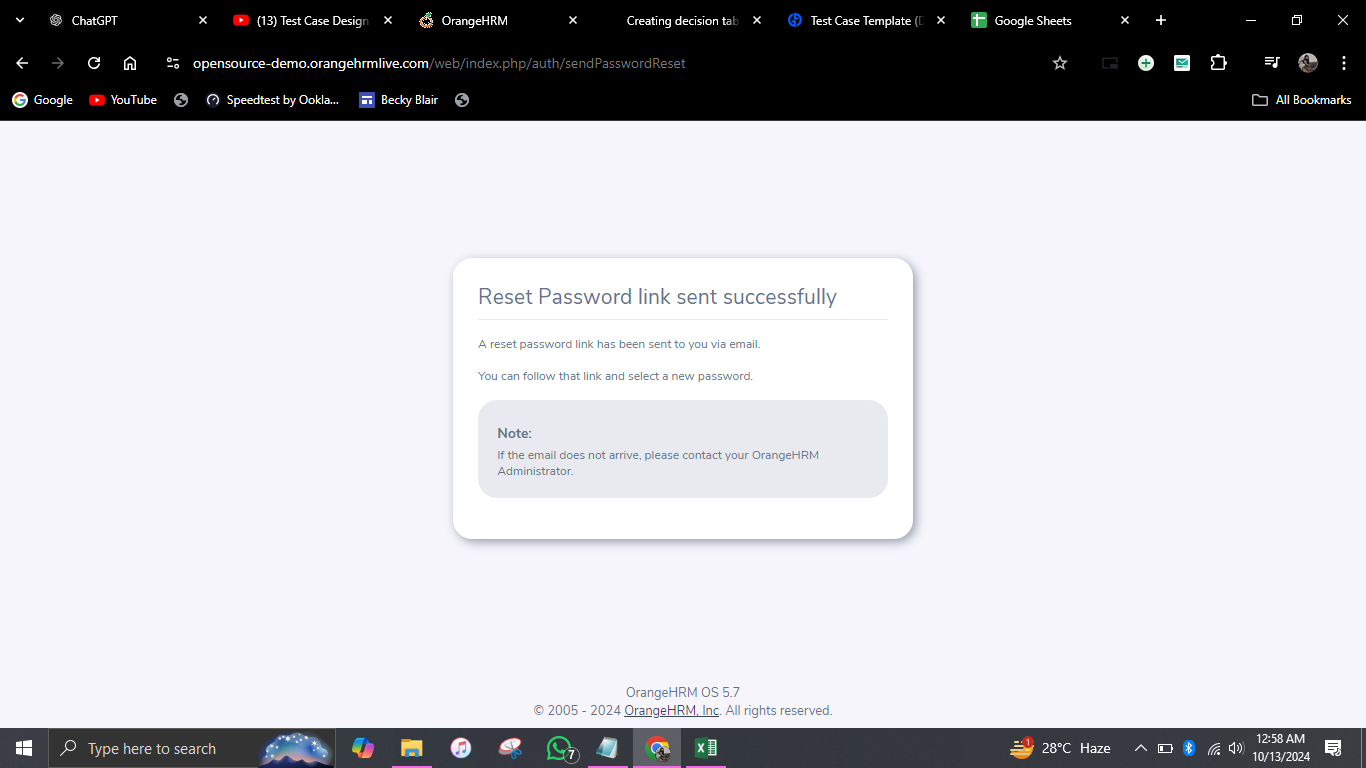 ChatGPT
(13) Test Case Design
OrangeHRM
Creating decision tab
Test Case Template (D
Google Sheets
opensource-demo.orangehrmlive.com/web/index.php/auth/sendPasswordReset
Google
YouTube
Speedtest by Ookla...
Becky Blair
All Bookmarks
Reset Password link sent successfully
A reset password link has been sent to you via email.
You can follow that link and select a new password.
Note:
If the email does not arrive, please contact your OrangeHRM
Administrator.
OrangeHRM OS 5.7
© 2005 - 2024 OrangeHRM, Inc. All rights reserved.
Type here to search
7
1
28°C Haze
12:58 AM
10/13/2024